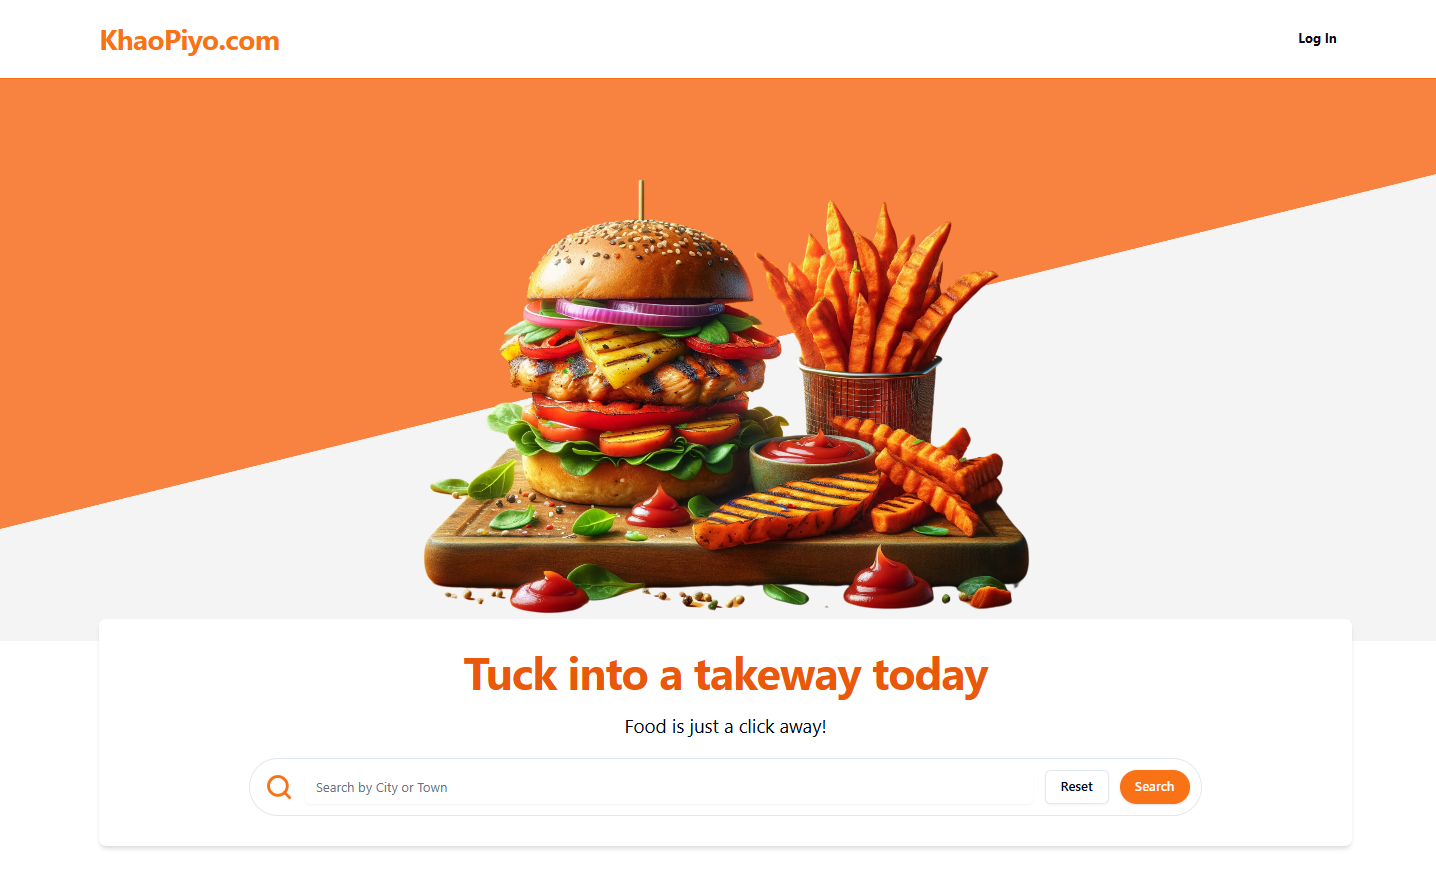 KhaoPiyo.com
Log In
Tuck into a takeway today
Food is just a click away!
Search by City or Town
Reset
Search